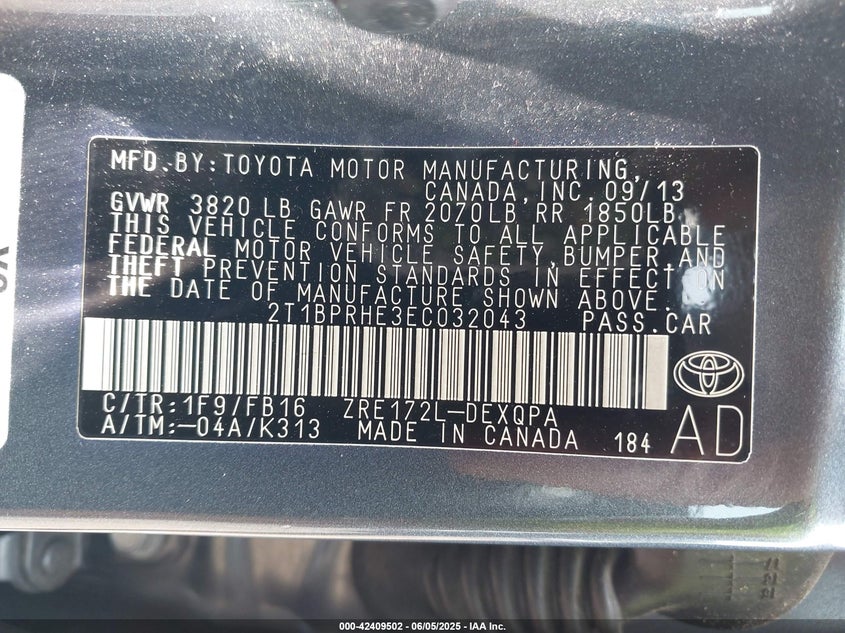 MFD.BY:TOYOTA MOTOR MANUFACTURING,
CANADA,INC. 09/13
GVWR 3820 LB GAWR FR 2070LB RR 1850LB
THIS VEHICLE CONFORMS TO ALL APPLICABLE
FEDERAL MOTOR VEHICLE SAFETY,BUMPER,AND
THEFT PREVENTION STANDARDS IN EFFECT ON
THE DATE OF MANUFACTURE SHOWN ABOVE.
2T1BPRHE3EC032043 PASS.CAR
C/TR:1F9/FB16 ZRE172L-DEXQPA
A/TM:-04A/K313 MADE IN CANADA 184 AD
000-42409502 - 06/05/2025 - IAA Inc.